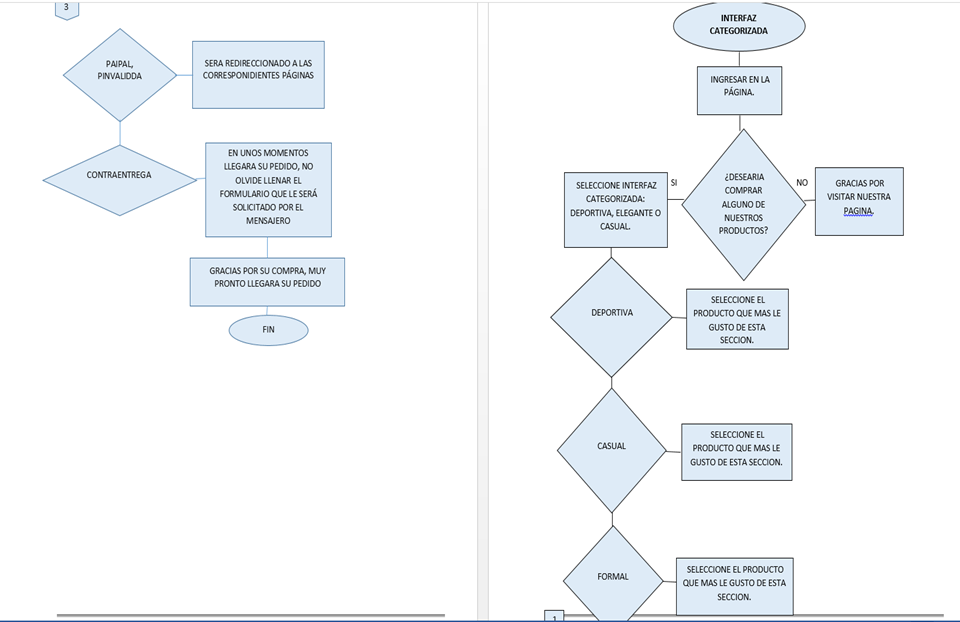 3
PAIPAL,
PINVALIDDA
SERA REDIRECCIONADO A LAS
CORRESPONIDIENTES PÁGINAS
CONTRAENTREGA
EN UNOS MOMENTOS
LLEGARA SU PEDIDO, NO
OLVIDE LLENAR EL
FORMULARIO QUE LE SERÁ
SOLICITADO POR EL
MENSAJERO
GRACIAS POR SU COMPRA, MUY
PRONTO LLEGARA SU PEDIDO
FIN
INTERFAZ
CATEGORIZADA
INGRESAR EN LA
PÁGINA.
¿DESEARIA
COMPRAR
ALGUNO DE
NUESTROS
PRODUCTOS?
SI
NO
SELECCIONE INTERFAZ
CATEGORIZADA:
DEPORTIVA, ELEGANTE O
CASUAL.
GRACIAS POR
VISITAR NUESTRA
PAGINA.
DEPORTIVA
SELECCIONE EL
PRODUCTO QUE MAS LE
GUSTO DE ESTA
SECCION.
CASUAL
SELECCIONE EL
PRODUCTO QUE MAS LE
GUSTO DE ESTA SECCION.
FORMAL
SELECCIONE EL PRODUCTO
QUE MAS LE GUSTO DE ESTA
SECCION.
1